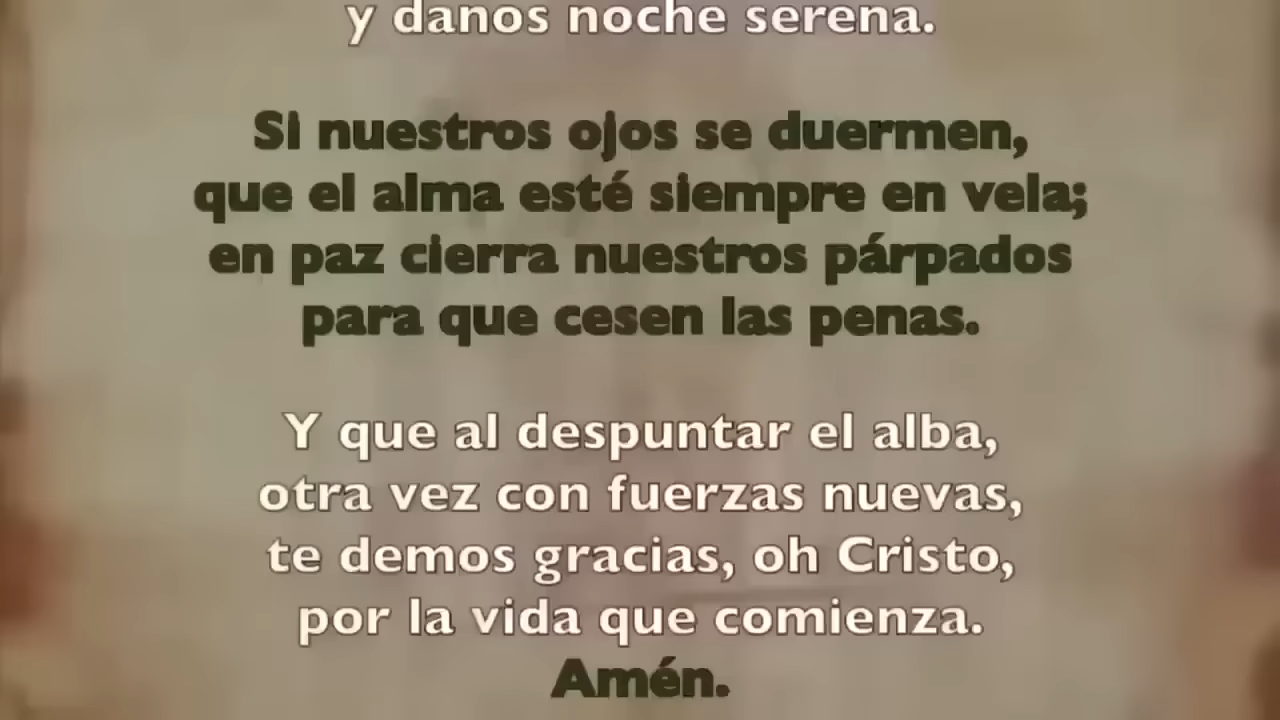 y danos noche serena.
Si nuestros ojos se duermen,
que el alma esté siempre en vela;
en paz cierra nuestros párpados
para que cesen las penas.
Y que al despuntar el alba,
otra vez con fuerzas nuevas,
te demos gracias, oh Cristo,
por la vida que comienza.
Amén.